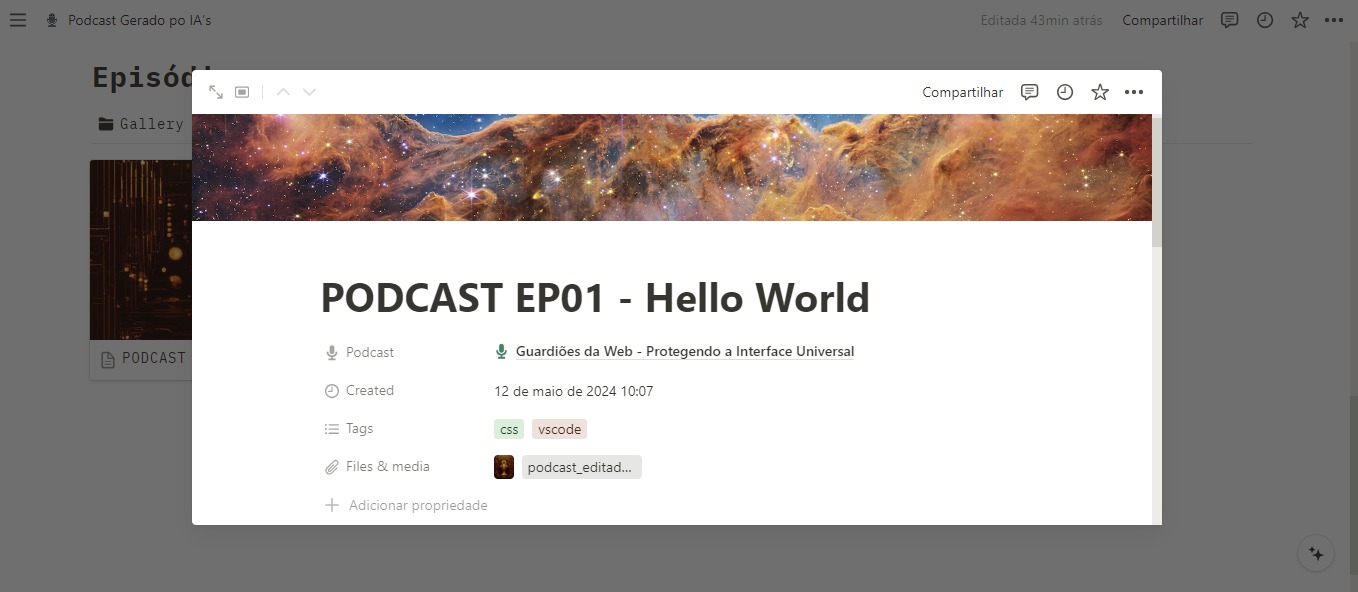 Podcast Gerado po IA's
Editada 43min atrás
Compartilhar
Episódi
Gallery
PODCAST
Compartilhar
PODCAST EP01 - Hello World
Podcast
Guardiões da Web - Protegendo a Interface Universal
Created
12 de maio de 2024 10:07
Tags
css
vscode
Files & media
podcast_editad...
Adicionar propriedade